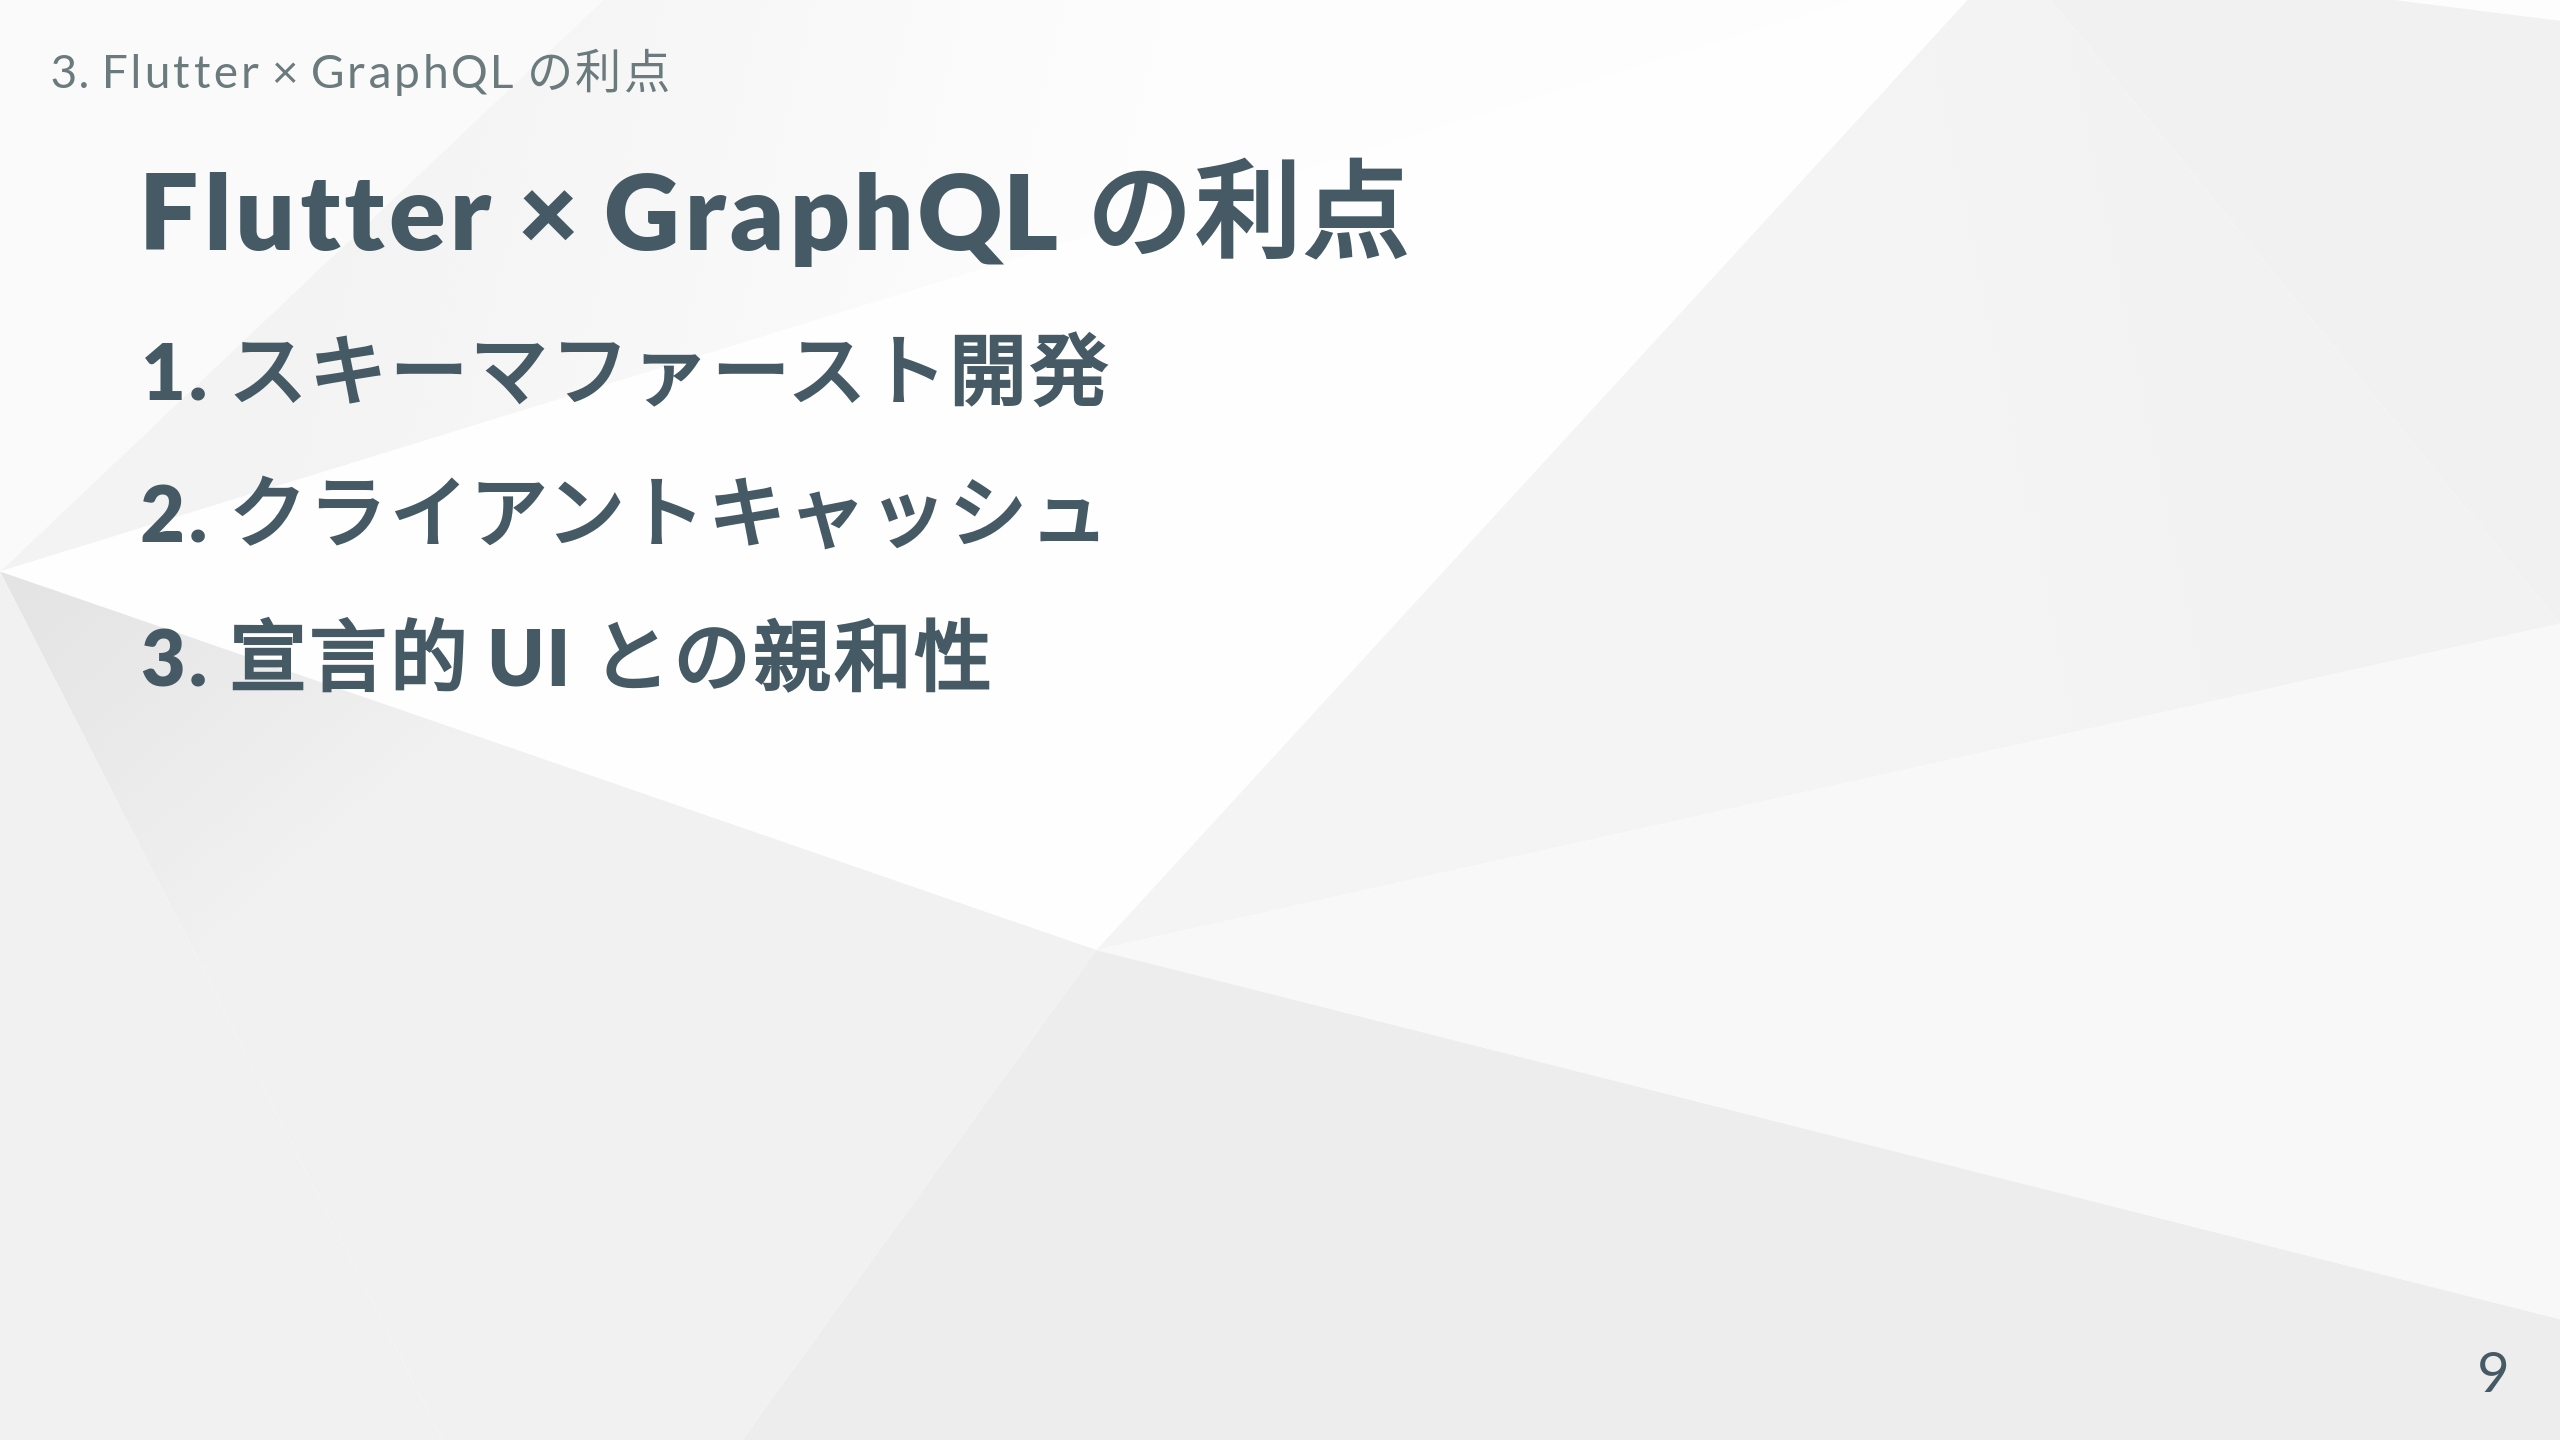 3. Flutter × GraphQL の利点
Flutter × GraphQL の利点
1. スキーマファースト開発
2. クライアントキャッシュ
3. 宣言的 UI との親和性
9